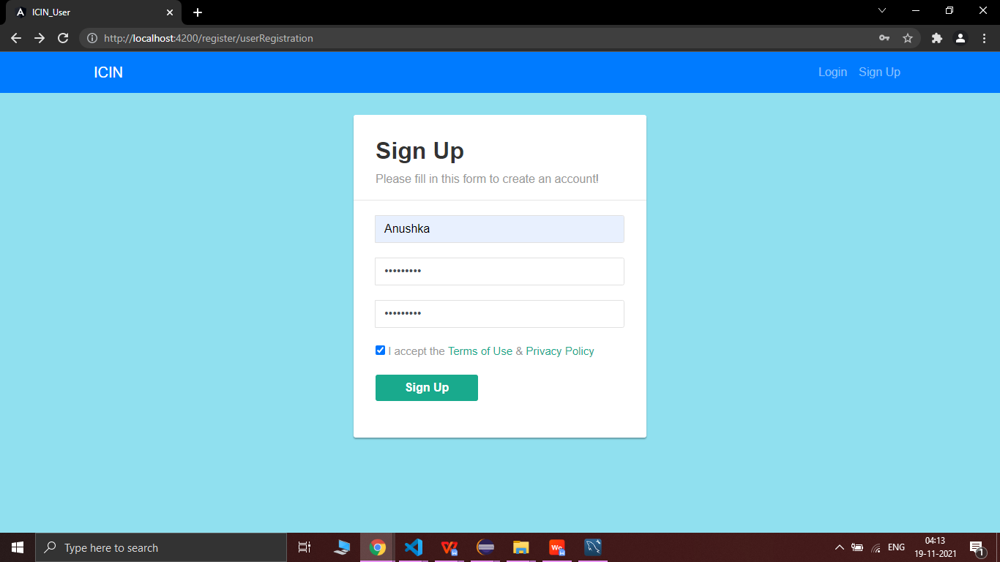 ICIN_User
http://localhost:4200/register/userRegistration
ICIN
Login Sign Up
Sign Up
Please fill in this form to create an account!
Anushka
•••••••••
•••••••••
I accept the Terms of Use & Privacy Policy
Sign Up
Type here to search
ENG
04:13
19-11-2021
1